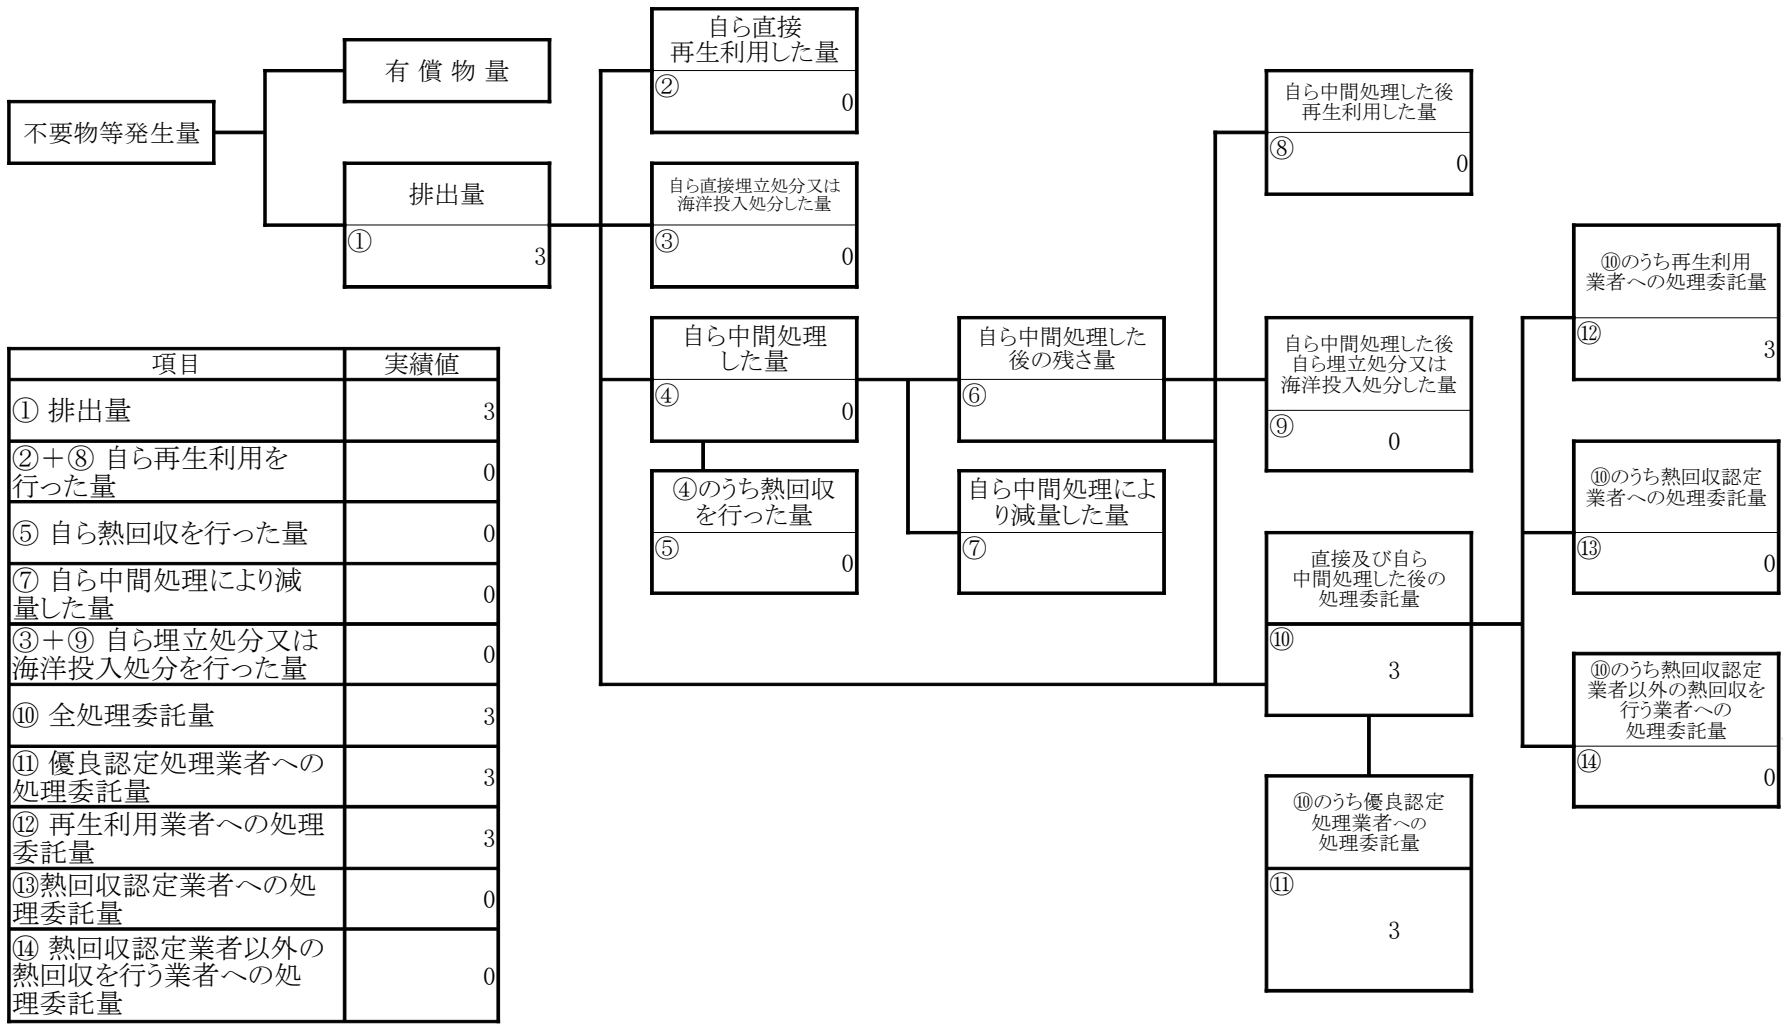 不要物等発生量
有 償 物 量
排出量
①
3
自ら直接
再生利用した量
②
0
自ら直接埋立処分又は
海洋投入処分した量
③
0
自ら中間処理
した量
④
0
④のうち熱回収
を行った量
⑤
0
自ら中間処理した
後の残さ量
⑥
自ら中間処理によ
り減量した量
⑦
自ら中間処理した後
再生利用した量
⑧
0
自ら中間処理した後
自ら埋立処分又は
海洋投入処分した量
⑨
0
直接及び自ら
中間処理した後の
処理委託量
⑩
3
⑩のうち優良認定
処理業者への
処理委託量
⑪
3
⑩のうち再生利用
業者への処理委託量
⑫
3
⑩のうち熱回収認定
業者への処理委託量
⑬
0
⑩のうち熱回収認定
業者以外の熱回収を
行う業者への
処理委託量
⑭
0
項目 実績値
① 排出量 3
②＋⑧ 自ら再生利用を
行った量 0
⑤ 自ら熱回収を行った量 0
⑦ 自ら中間処理により減
量した量 0
③＋⑨ 自ら埋立処分又は
海洋投入処分を行った量 0
⑩ 全処理委託量 3
⑪ 優良認定処理業者への
処理委託量 3
⑫ 再生利用業者への処理
委託量 3
⑬熱回収認定業者への処
理委託量 0
⑭ 熱回収認定業者以外の
熱回収を行う業者への処
理委託量 0